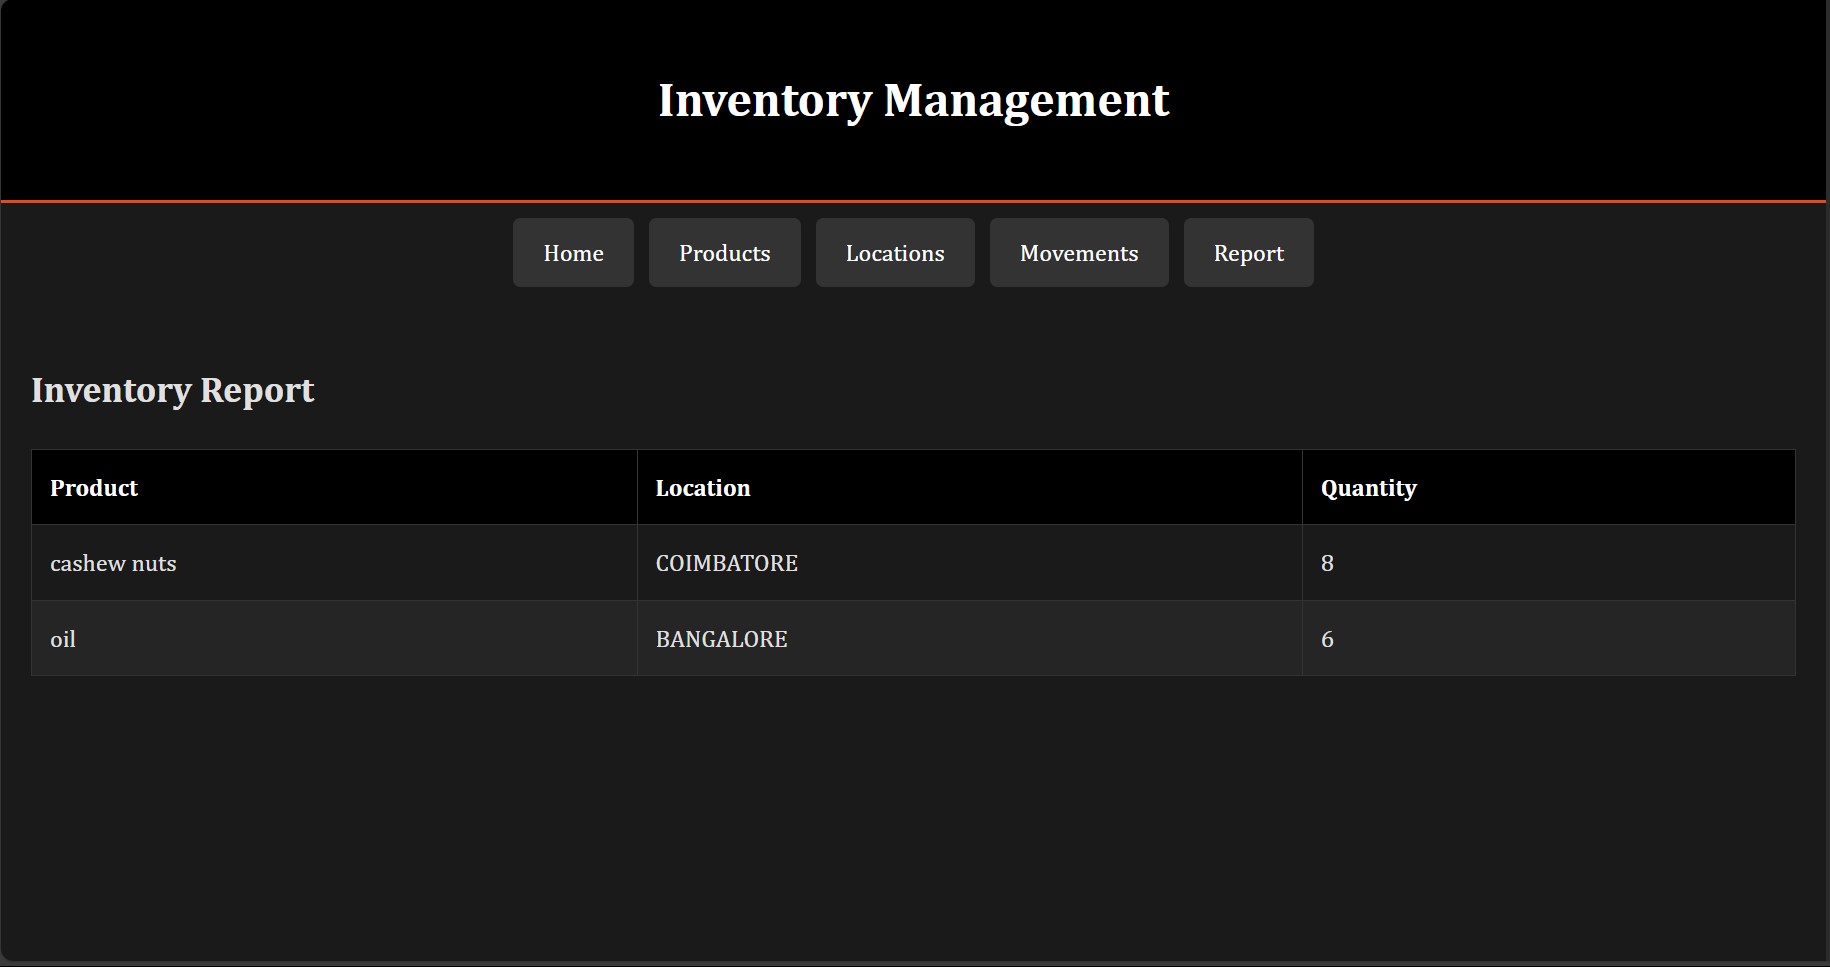 Inventory Management
Home Products Locations Movements Report
Inventory Report
Product Location Quantity
cashew nuts COIMBATORE 8
oil BANGALORE 6